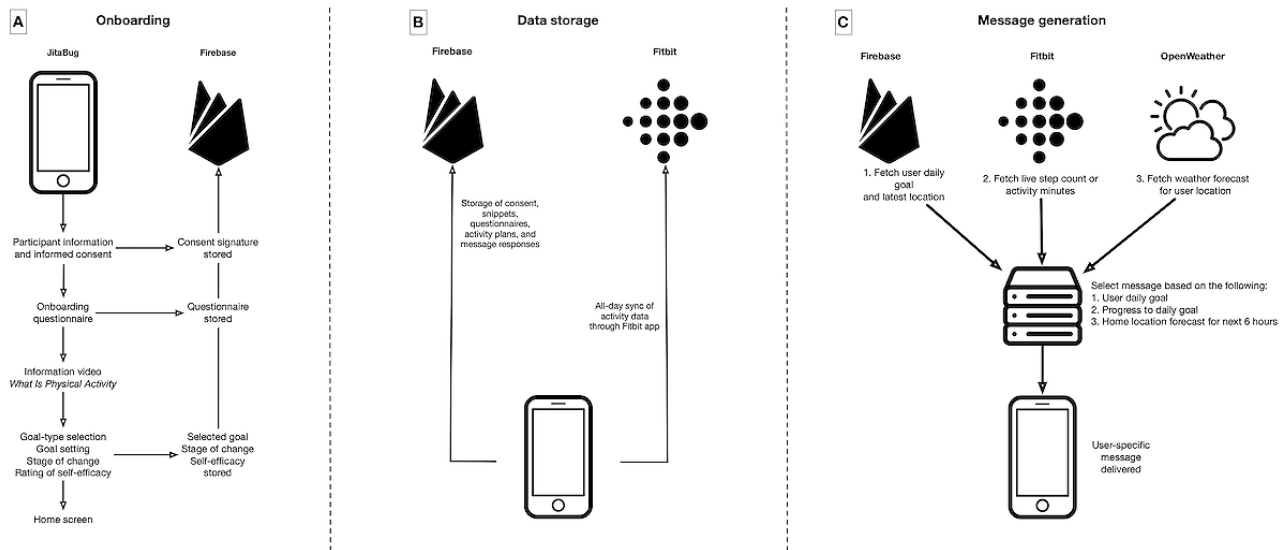 A
Onboarding
JitaBug
Firebase
Participant information
and informed consent
Consent signature
stored
Onboarding
questionnaire
Questionnaire
stored
Information video
What Is Physical Activity
Goal-type selection
Goal setting
Stage of change
Rating of self-efficacy
Selected goal
Stage of change
Self-efficacy
stored
Home screen
B
Data storage
Firebase
Fitbit
Storage of consent,
snippets,
questionnaires,
activity plans, and
message responses
All-day sync of
activity data
through Fitbit app
C
Message generation
Firebase
Fitbit
OpenWeather
1. Fetch user daily
goal
and latest location
2. Fetch live step count or
activity minutes
3. Fetch weather forecast
for user location
Select message based on the following:
1. User daily goal
2. Progress to daily goal
3. Home location forecast for next 6 hours
User-specific
message
delivered